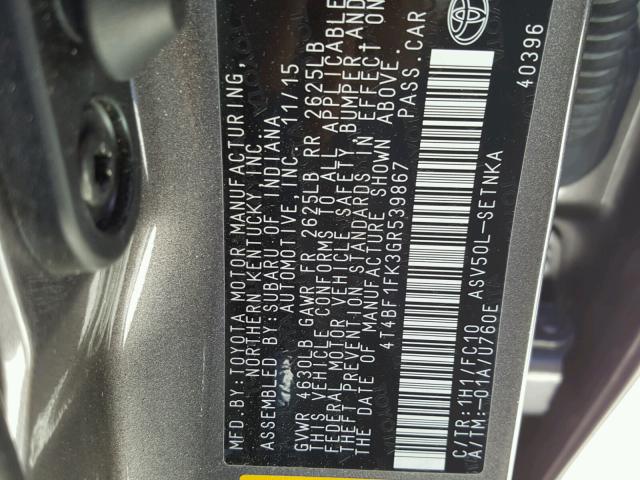 MFD.BY:TOYOTA MOTOR MANUFACTURING,
NORTHERN KENTUCKY, INC.
ASSEMBLED BY:SUBARU OF INDIANA
AUTOMOTIVE,INC. 11/15
GVWR 4630LB GAWR FR 2625LB RR 2625LB
THIS VEHICLE CONFORMS TO ALL APPLICABLE
FEDERAL MOTOR VEHICLE SAFETY, BUMPER AND
THEFT PREVENTION STANDARDS IN EFFECT ON
THE DATE OF MANUFACTURE SHOWN ABOVE.
4T4BF1FK3GR539867 PASS.CAR
C/TR:1H1/FC10 ASV50L-SETNKA
A/TM:-01A/U760E
40396